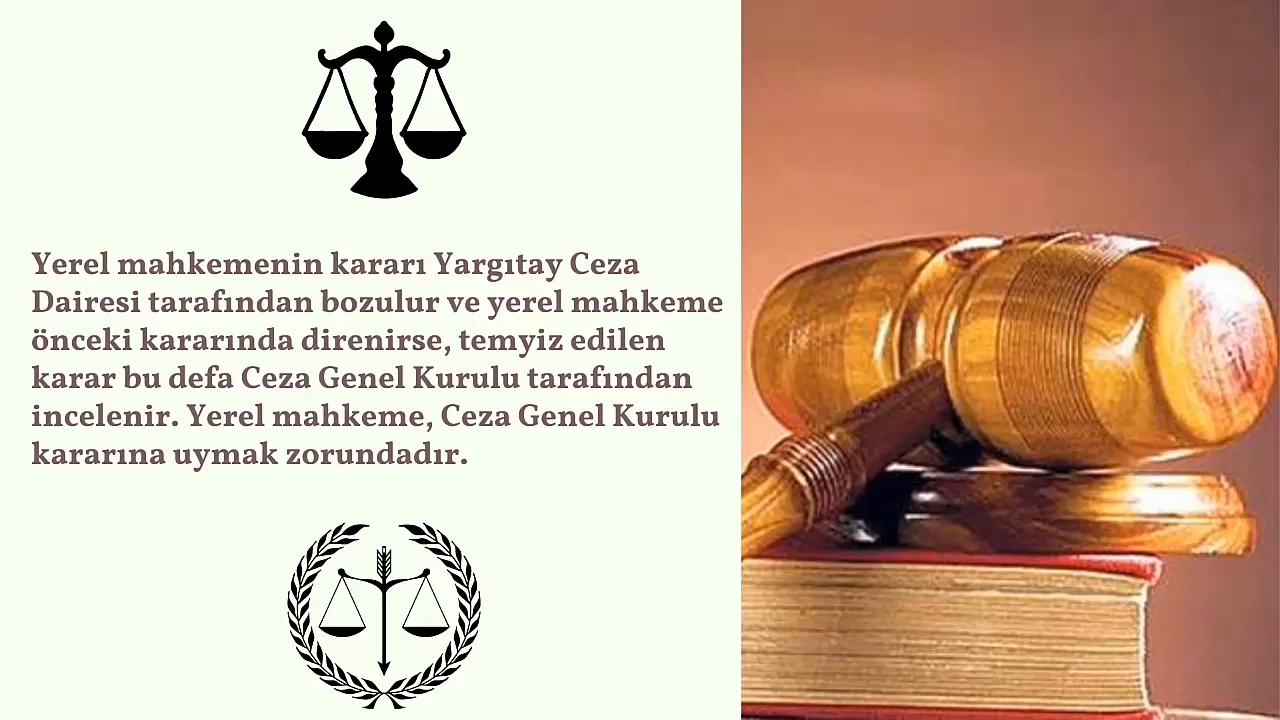 Yerel mahkemenin kararı Yargıtay Ceza
Dairesi tarafından bozulur ve yerel mahkeme
önceki kararında direnirse, temyiz edilen
karar bu defa Ceza Genel Kurulu tarafından
incelenir. Yerel mahkeme, Ceza Genel Kurulu
kararına uymak zorundadır.